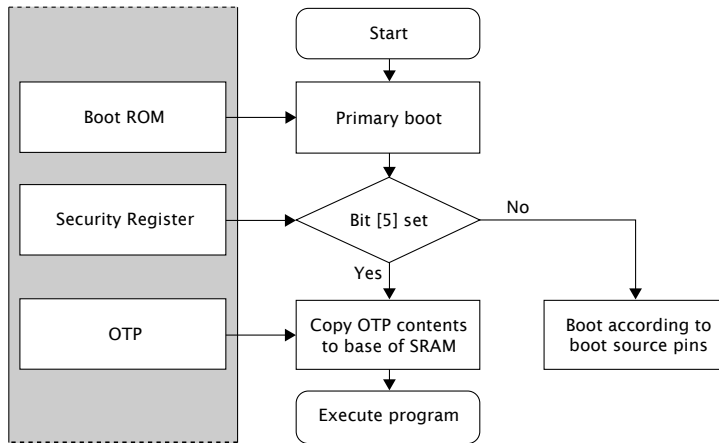 Start
Boot ROM
Primary boot
Security Register
Bit [5] set
No
Yes
OTP
Copy OTP contents
to base of SRAM
Boot according to
boot source pins
Execute program